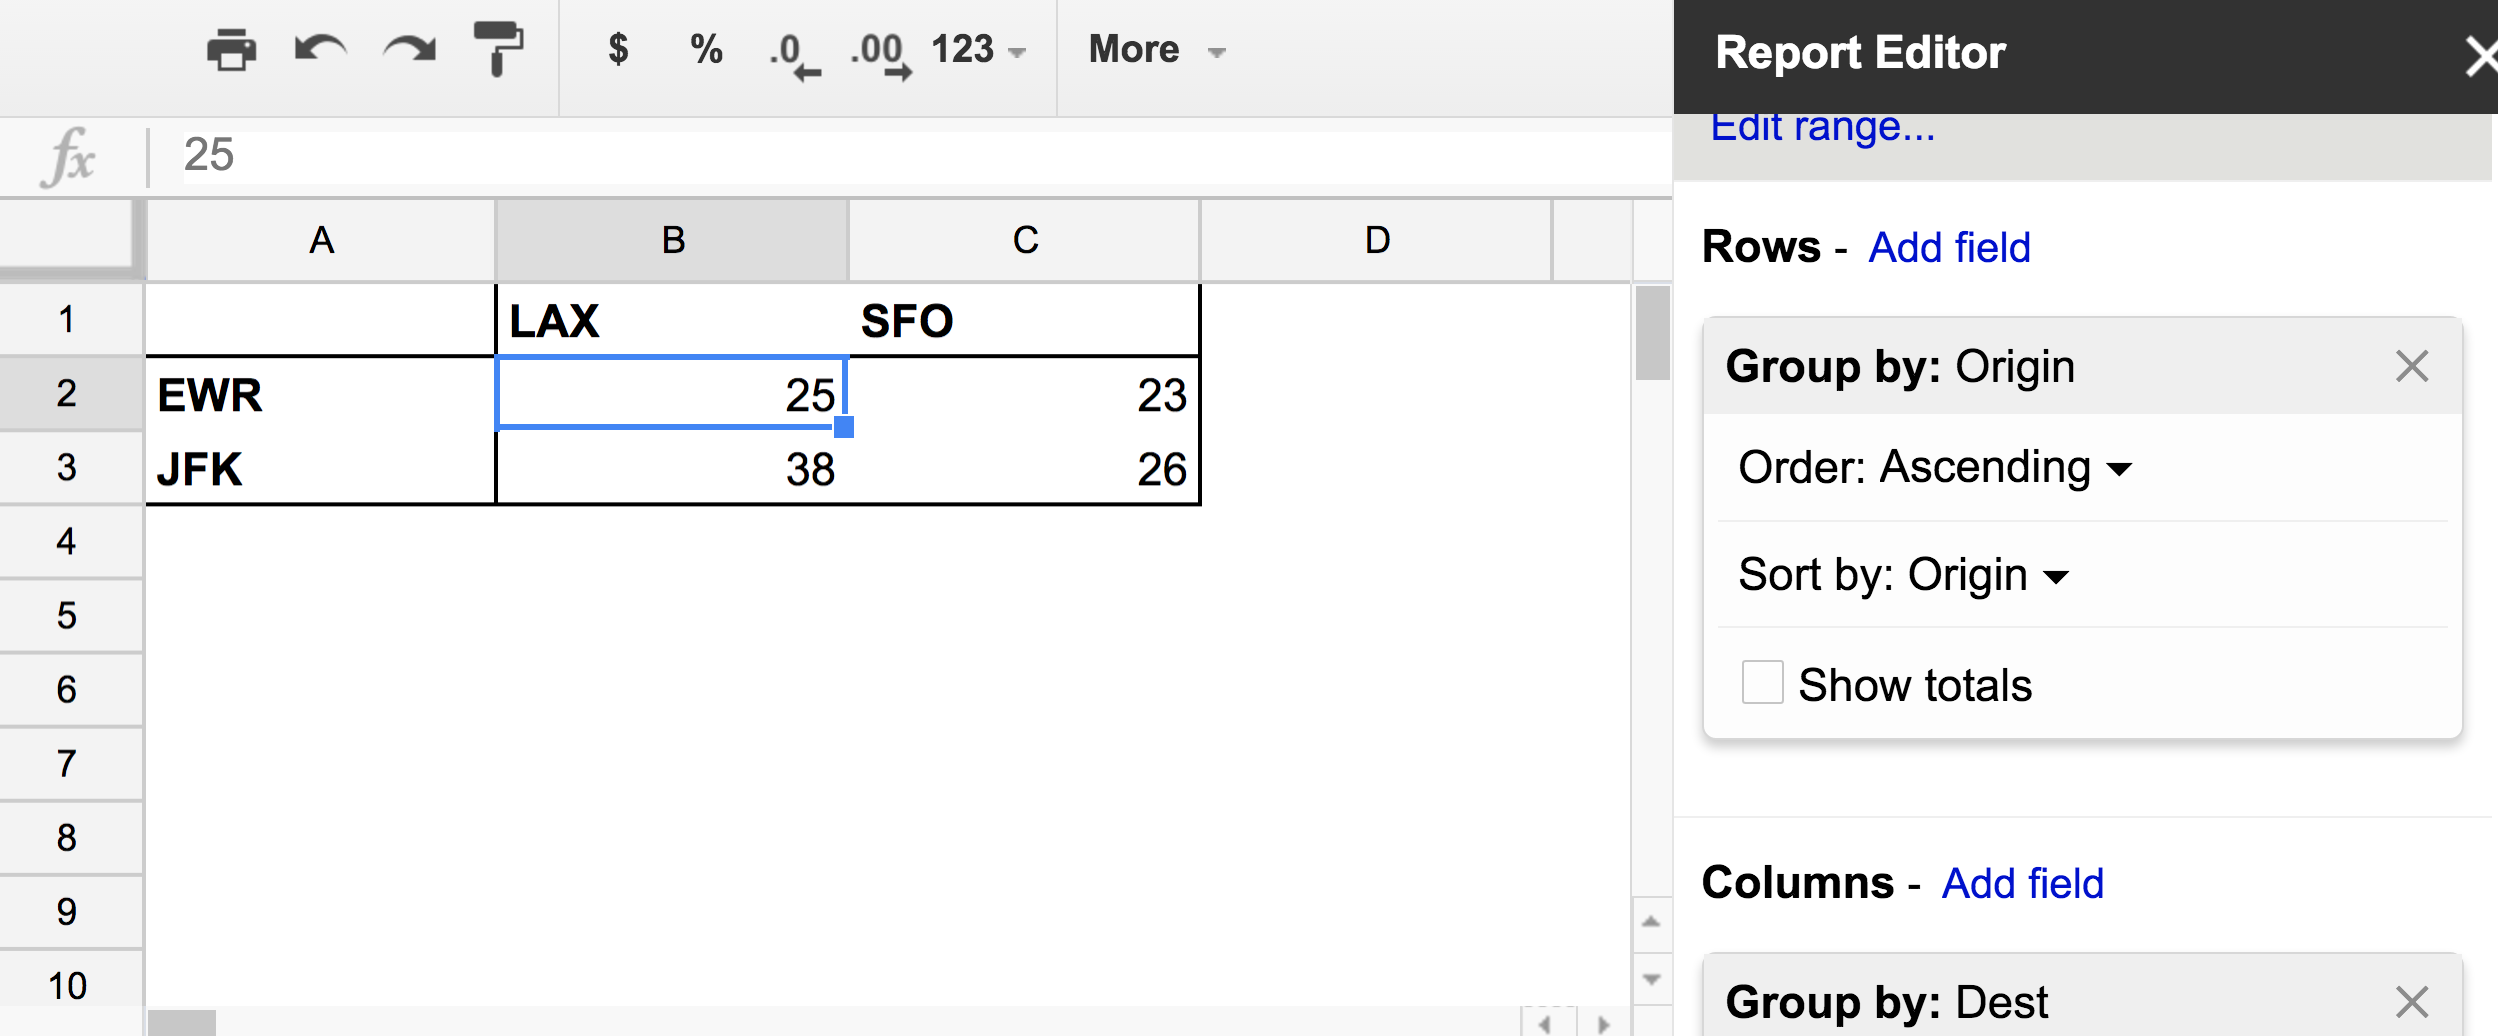 $ % .0 .00 123 More
fx 25
A B C D
1 LAX SFO
2 EWR 25 23
3 JFK 38 26
4
5
6
7
8
9
10
Report Editor
Edit range...
Rows - Add field
Group by: Origin
Order: Ascending
Sort by: Origin
Show totals
Columns - Add field
Group by: Dest